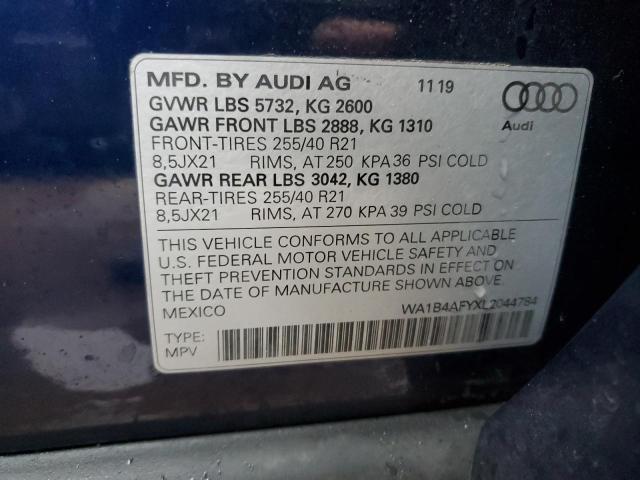 MFD. BY AUDI AG 11 19
GVWR LBS 5732, KG 2600
GAWR FRONT LBS 2888, KG 1310
FRONT-TIRES 255/40 R21
8,5JX21 RIMS, AT 250 KPA 36 PSI COLD
GAWR REAR LBS 3042, KG 1380
REAR-TIRES 255/40 R21
8,5JX21 RIMS, AT 270 KPA 39 PSI COLD
Audi
THIS VEHICLE CONFORMS TO ALL APPLICABLE
U.S. FEDERAL MOTOR VEHICLE SAFETY AND
THEFT PREVENTION STANDARDS IN EFFECT ON
THE DATE OF MANUFACTURE SHOWN ABOVE.
MEXICO WA1B4AFYXL2044784
TYPE:
MPV